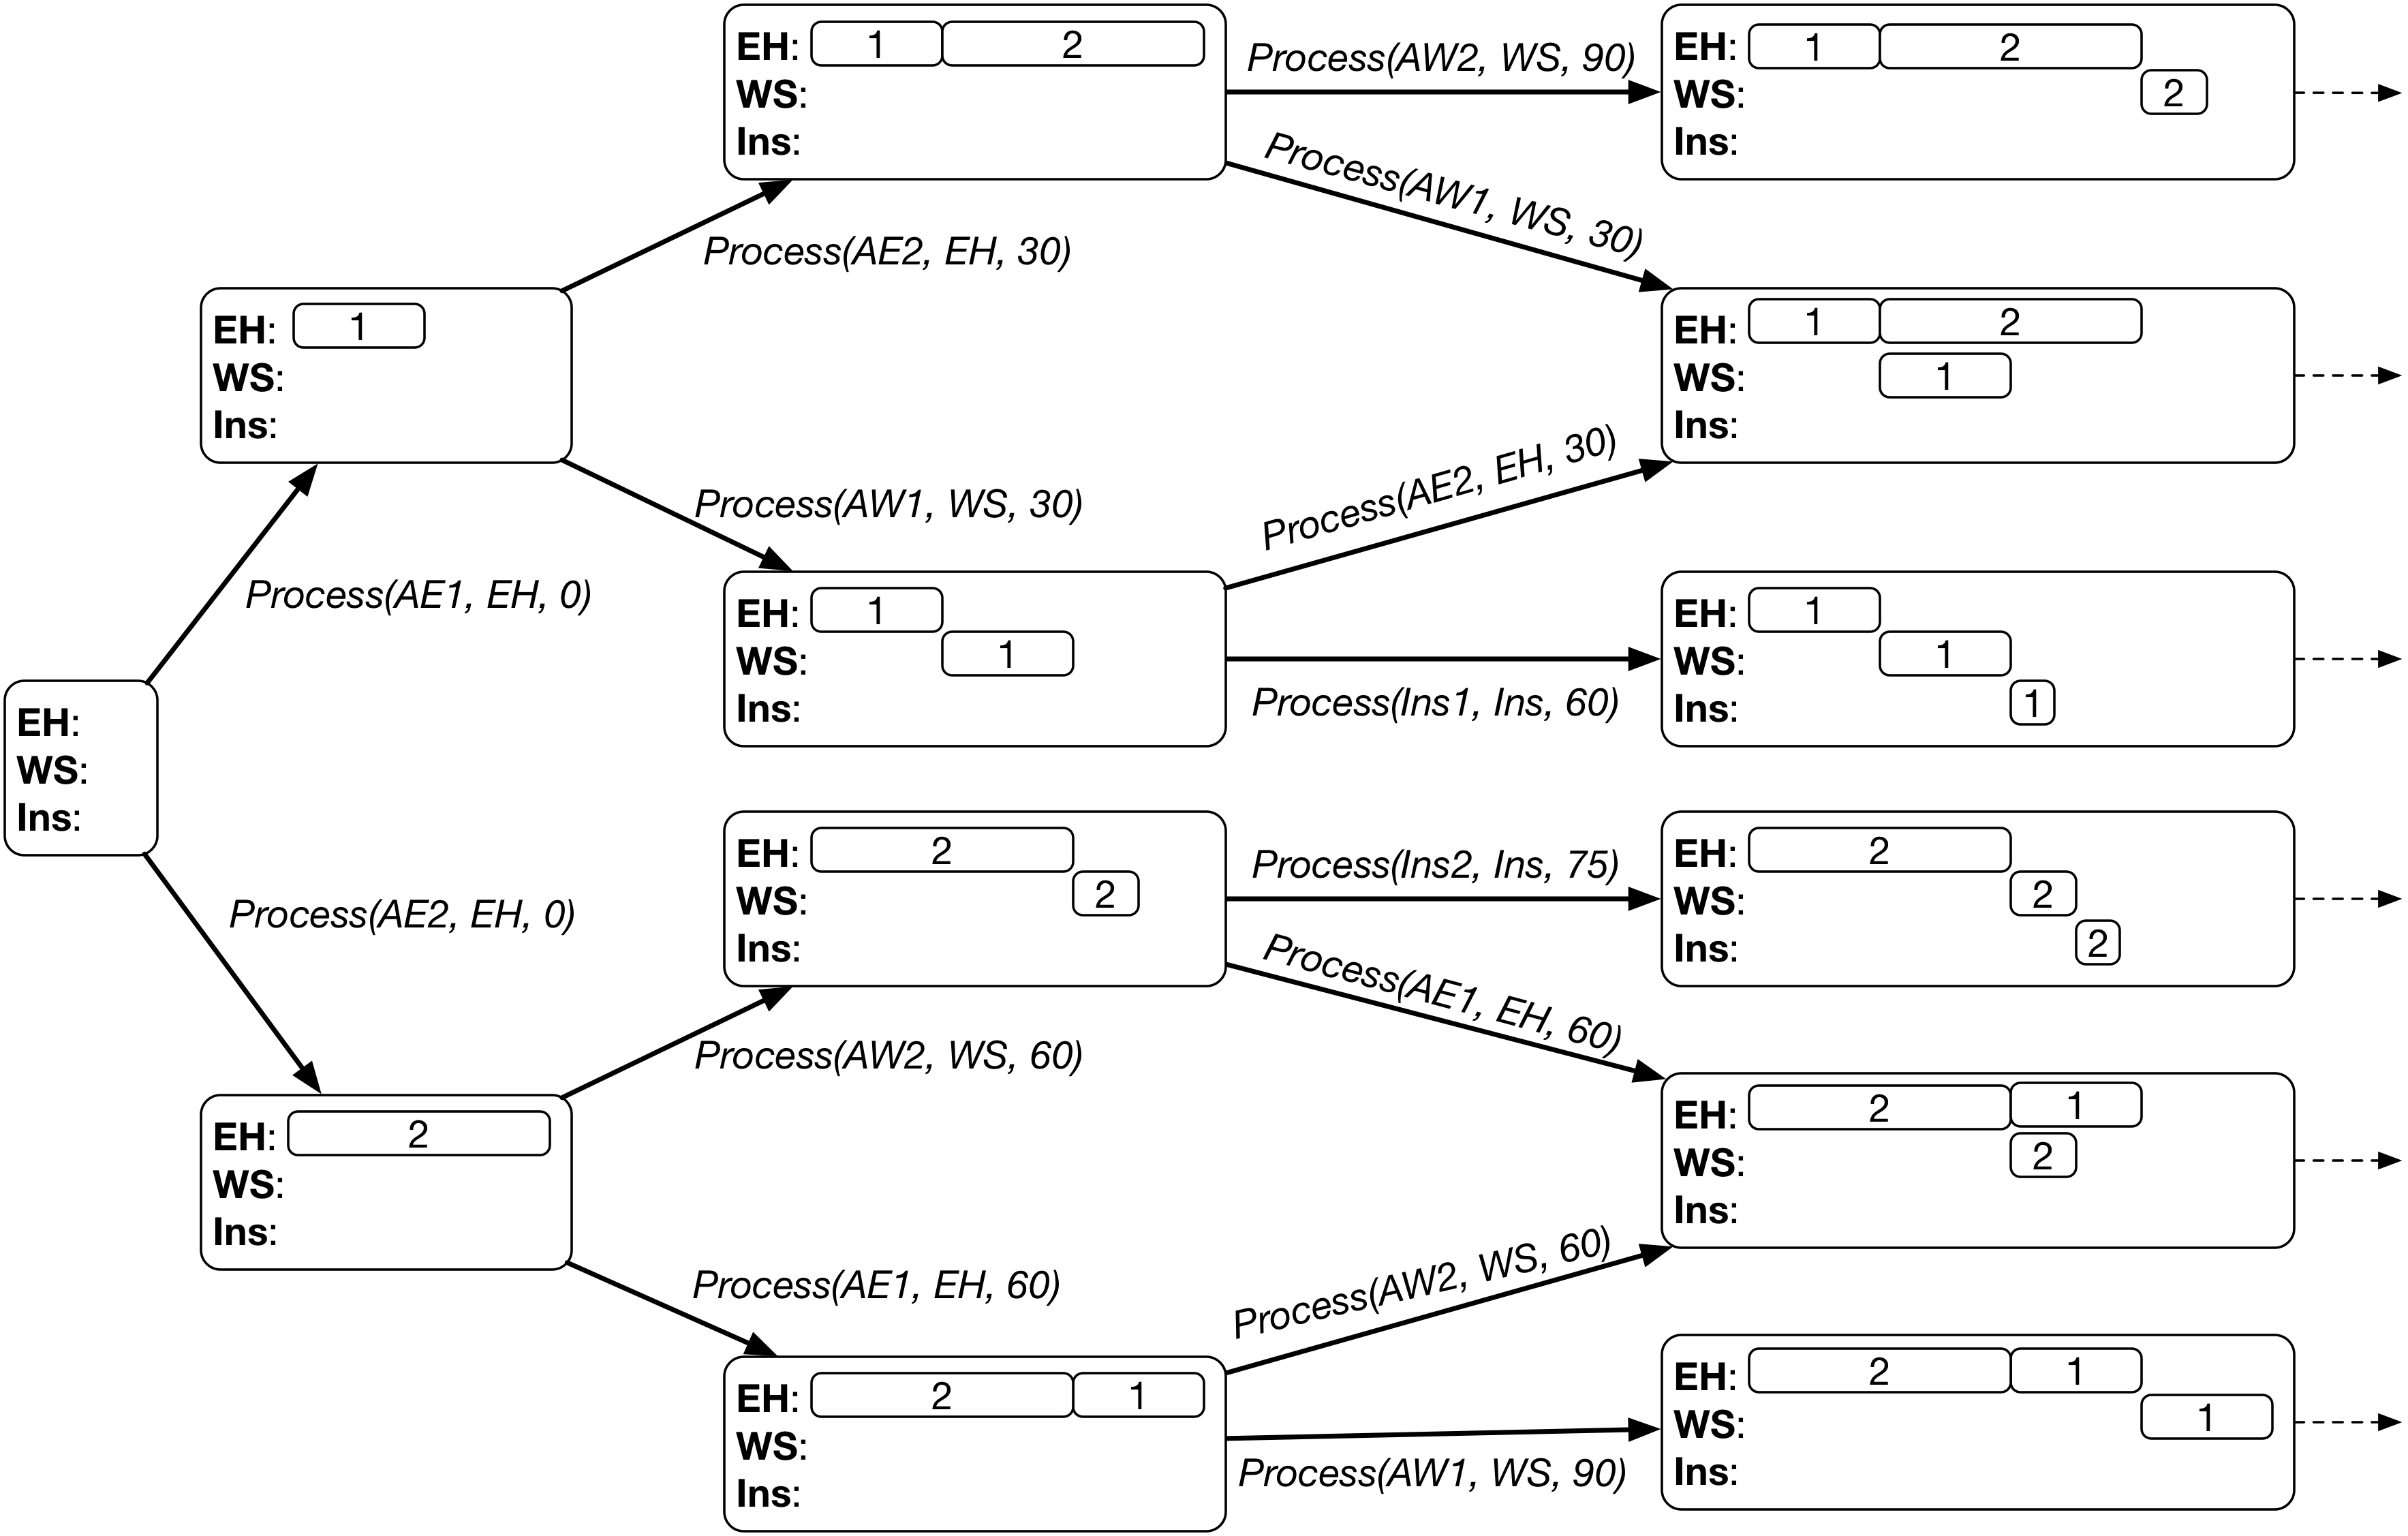 EH: 1 2
WS:
Ins:
Process(AW2, WS, 90)
EH: 1 2
WS: 2
Ins:
Process(AW1, WS, 30)
Process(AE2, EH, 30)
EH: 1
WS:
Ins:
EH: 1 2
WS: 1
Ins:
Process(AW1, WS, 30)
Process(AE2, EH, 30)
Process(AE1, EH, 0)
EH: 1
WS: 1
Ins:
Process(Ins1, Ins, 60)
EH: 1
WS: 1
Ins: 1
EH:
WS:
Ins:
EH: 2
WS: 2
Ins:
Process(Ins2, Ins, 75)
EH: 2
WS: 2
Ins: 2
Process(AE2, EH, 0)
Process(AE1, EH, 60)
Process(AW2, WS, 60)
EH: 2
WS:
Ins:
EH: 2 1
WS: 2
Ins:
Process(AE1, EH, 60)
Process(AW2, WS, 60)
EH: 2 1
WS:
Ins:
Process(AW1, WS, 90)
EH: 2 1
WS: 1
Ins: